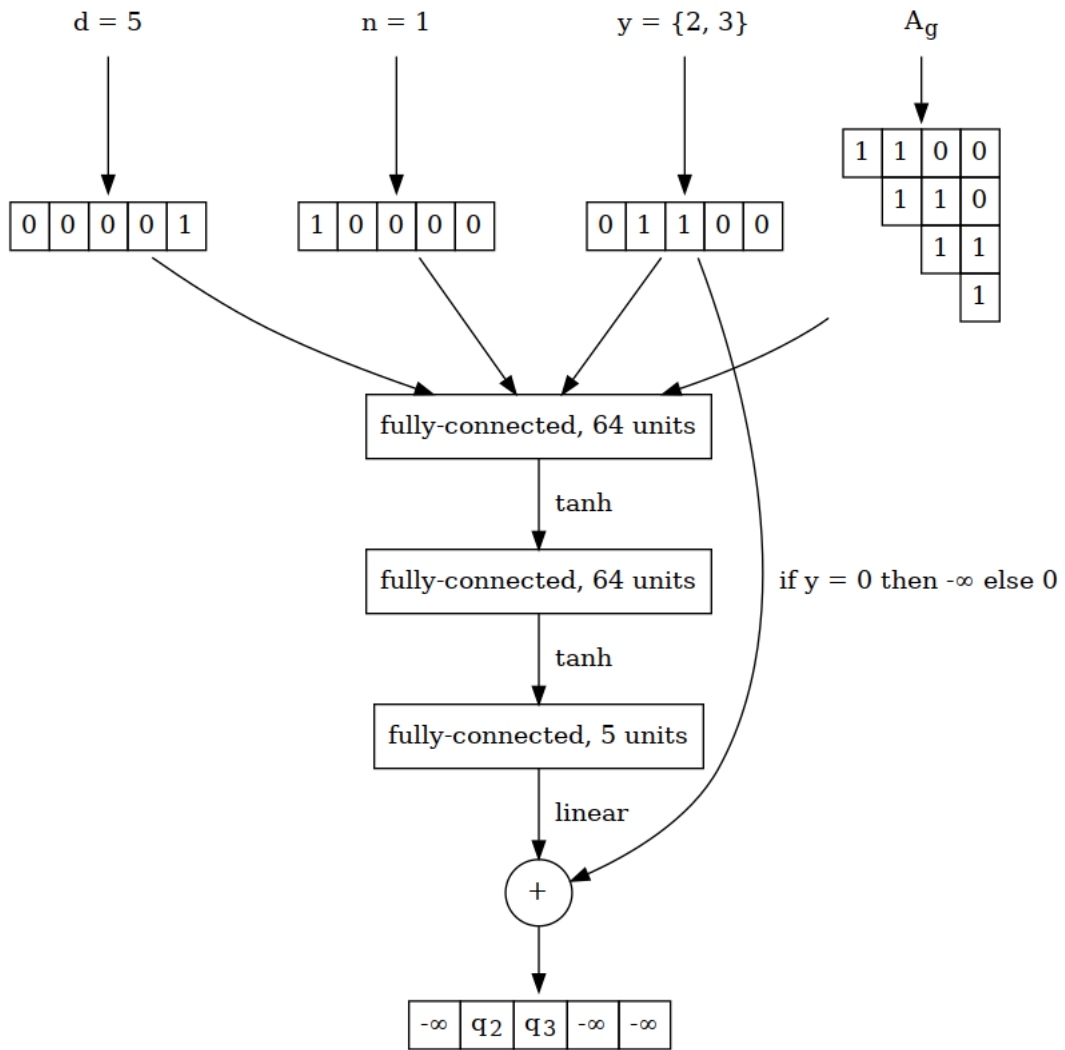 d = 5 n = 1 y = {2, 3} A_g
1 1 0 0
1 1 0
1 1
1
0 0 0 0 1 1 0 0 0 0 0 1 1 0 0
fully-connected, 64 units
tanh
fully-connected, 64 units
if y = 0 then -∞ else 0
tanh
fully-connected, 5 units
linear
+
-∞ q_2 q_3 -∞ -∞